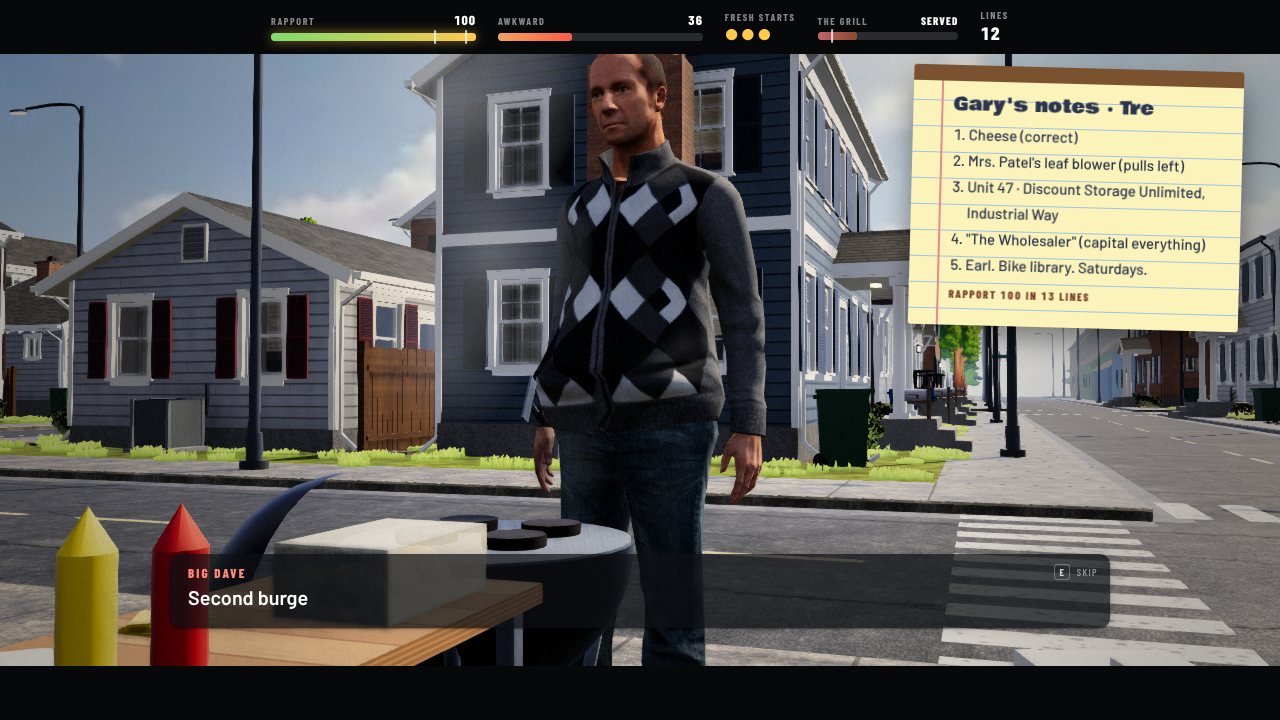 RAPPORT
100
AWKWARD
36
FRESH STARTS
THE GRILL
SERVED
LINES
12
Gary's notes · Tre
1. Cheese (correct)
2. Mrs. Patel's leaf blower (pulls left)
3. Unit 47 · Discount Storage Unlimited,
Industrial Way
4. "The Wholesaler" (capital everything)
5. Earl. Bike library. Saturdays.
RAPPORT 100 IN 13 LINES
BIG DAVE
E SKIP
Second burge